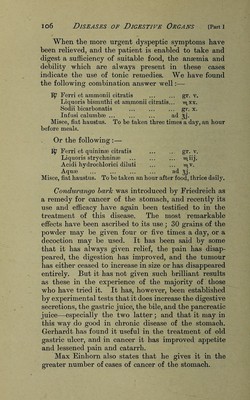 106 DISEASES OF DIGESTIVE ORGANS [Part I
When the more urgent dyspeptic symptoms have
been relieved, and the patient is enabled to take and
digest a sufficiency of suitable food, the anæmia and
debility which are always present in these cases
indicate the use of tonic remedies. We have found
the following combination answer well :—
℞ Ferri et ammonii citratis ... ... gr. v.
Liquoris bismuthi et ammonii citratis... ♏xx.
Sodii bicarbonatis ... ... gr. x.
Infusi calumbæ ... ... ... ad ℥j.
Misce, fiat haustus. To be taken three times a day, an hour
before meals.
Or the following :—
℞ Ferri et quininæ citratis ... .. gr. v.
Liquoris strychninæ ... ... ♏iij.
Acidi hydrochlorici diluti ... ... ♏v.
Aquæ ... ... ... ad ℥j.
Misce, fiat haustus. To be taken an hour after food, thrice daily.
Condurango bark was introduced by Friedreich as
a remedy for cancer of the stomach, and recently its
use and efficacy have again been testified to in the
treatment of this disease. The most remarkable
effects have been ascribed to its use ; 30 grains of the
powder may be given four or five times a day, or a
decoction may be used. It has been said by some
that it has always given relief, the pain has disap-
peared, the digestion has improved, and the tumour
has either ceased to increase in size or has disappeared
entirely. But it has not given such brilliant results
as these in the experience of the majority of those
who have tried it. It has, however, been established
by experimental tests that it does increase the digestive
secretions, the gastric juice, the bile, and the pancreatic
juice—especially the two latter ; and that it may in
this way do good in chronic disease of the stomach.
Gerhardt has found it useful in the treatment of old
gastric ulcer, and in cancer it has improved appetite
and lessened pain and catarrh.
Max Einhorn also states that he gives it in the
greater number of cases of cancer of the stomach.